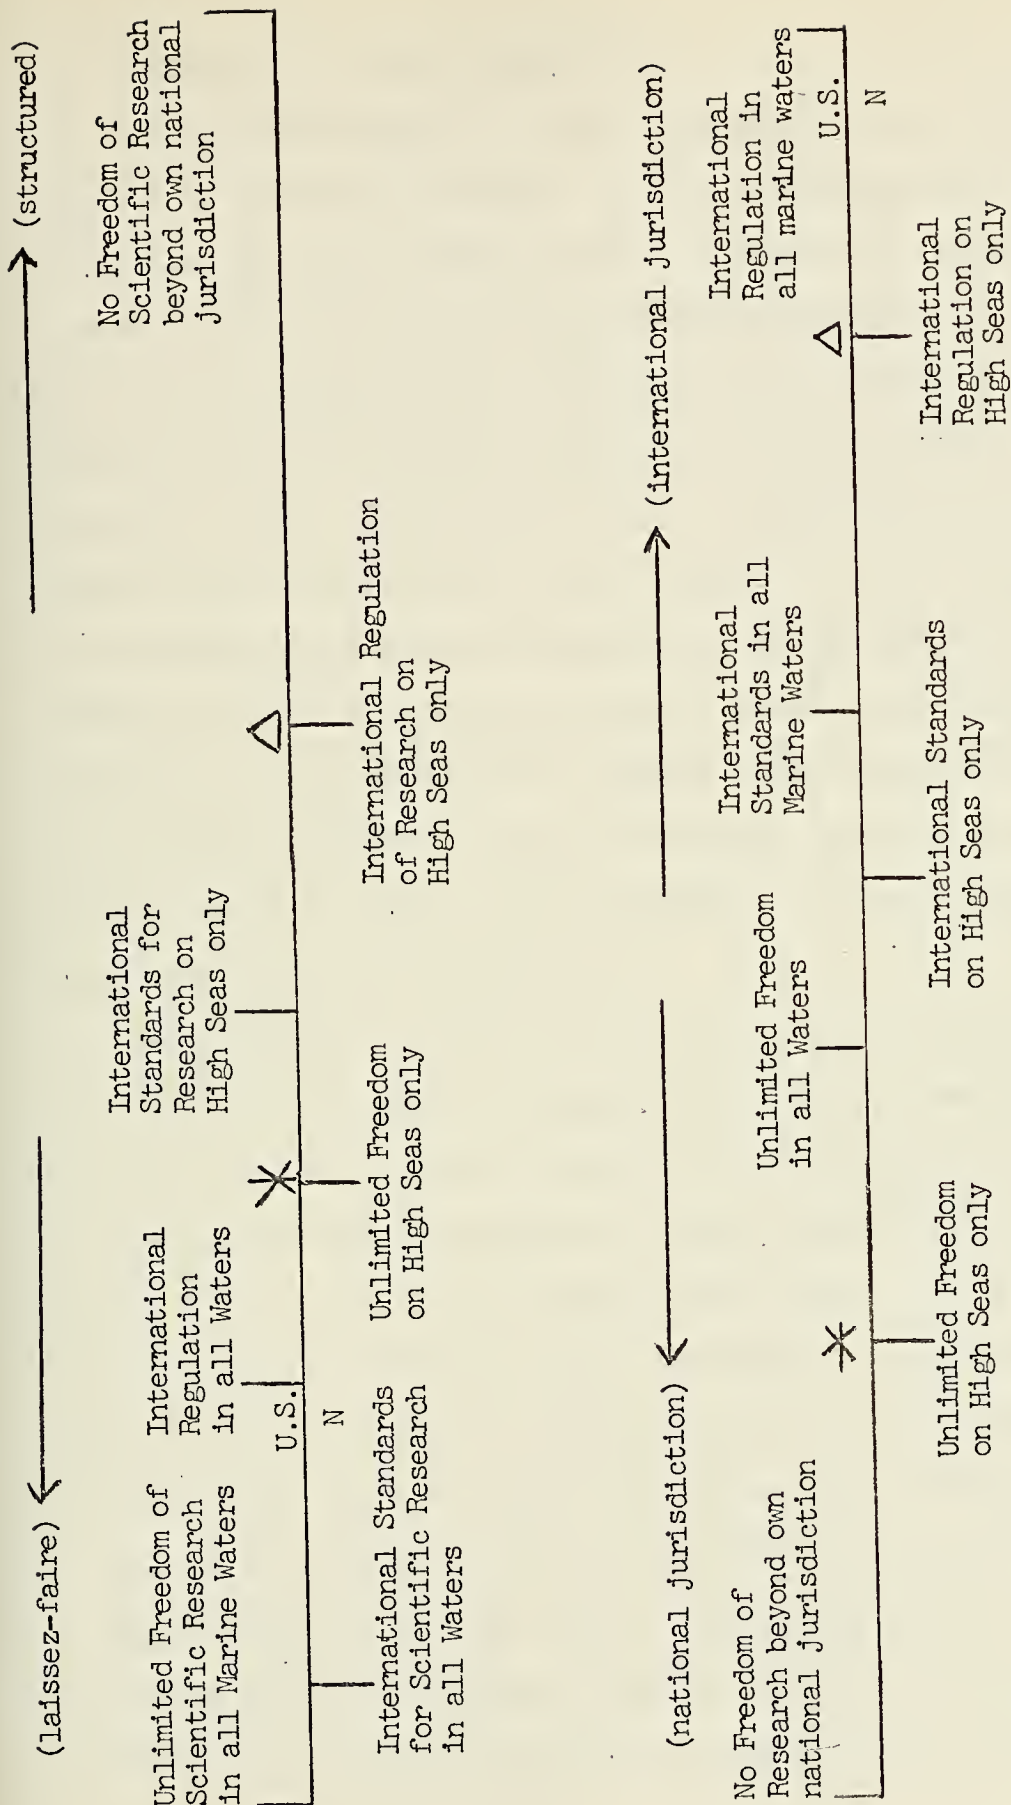 (laissez-faire)
(structured)
Unlimited Freedom of
Scientific Research
in all Marine Waters
International
Regulation
in all Waters
International
Standards for
Research on
High Seas only
No Freedom of
Scientific Research
beyond own national
jurisdiction
U.S.
N
International Standards
for Scientific Research
in all Waters
Unlimited Freedom
on High Seas only
International Regulation
of Research on
High Seas only
(national jurisdiction)
(international jurisdiction)
No Freedom of
Research beyond own
national jurisdiction
Unlimited Freedom
in all Waters
International
Standards in all
Marine Waters
International
Regulation in
all marine waters
U.S.
N
Unlimited Freedom
on High Seas only
International Standards
on High Seas only
International
Regulation on
High Seas only